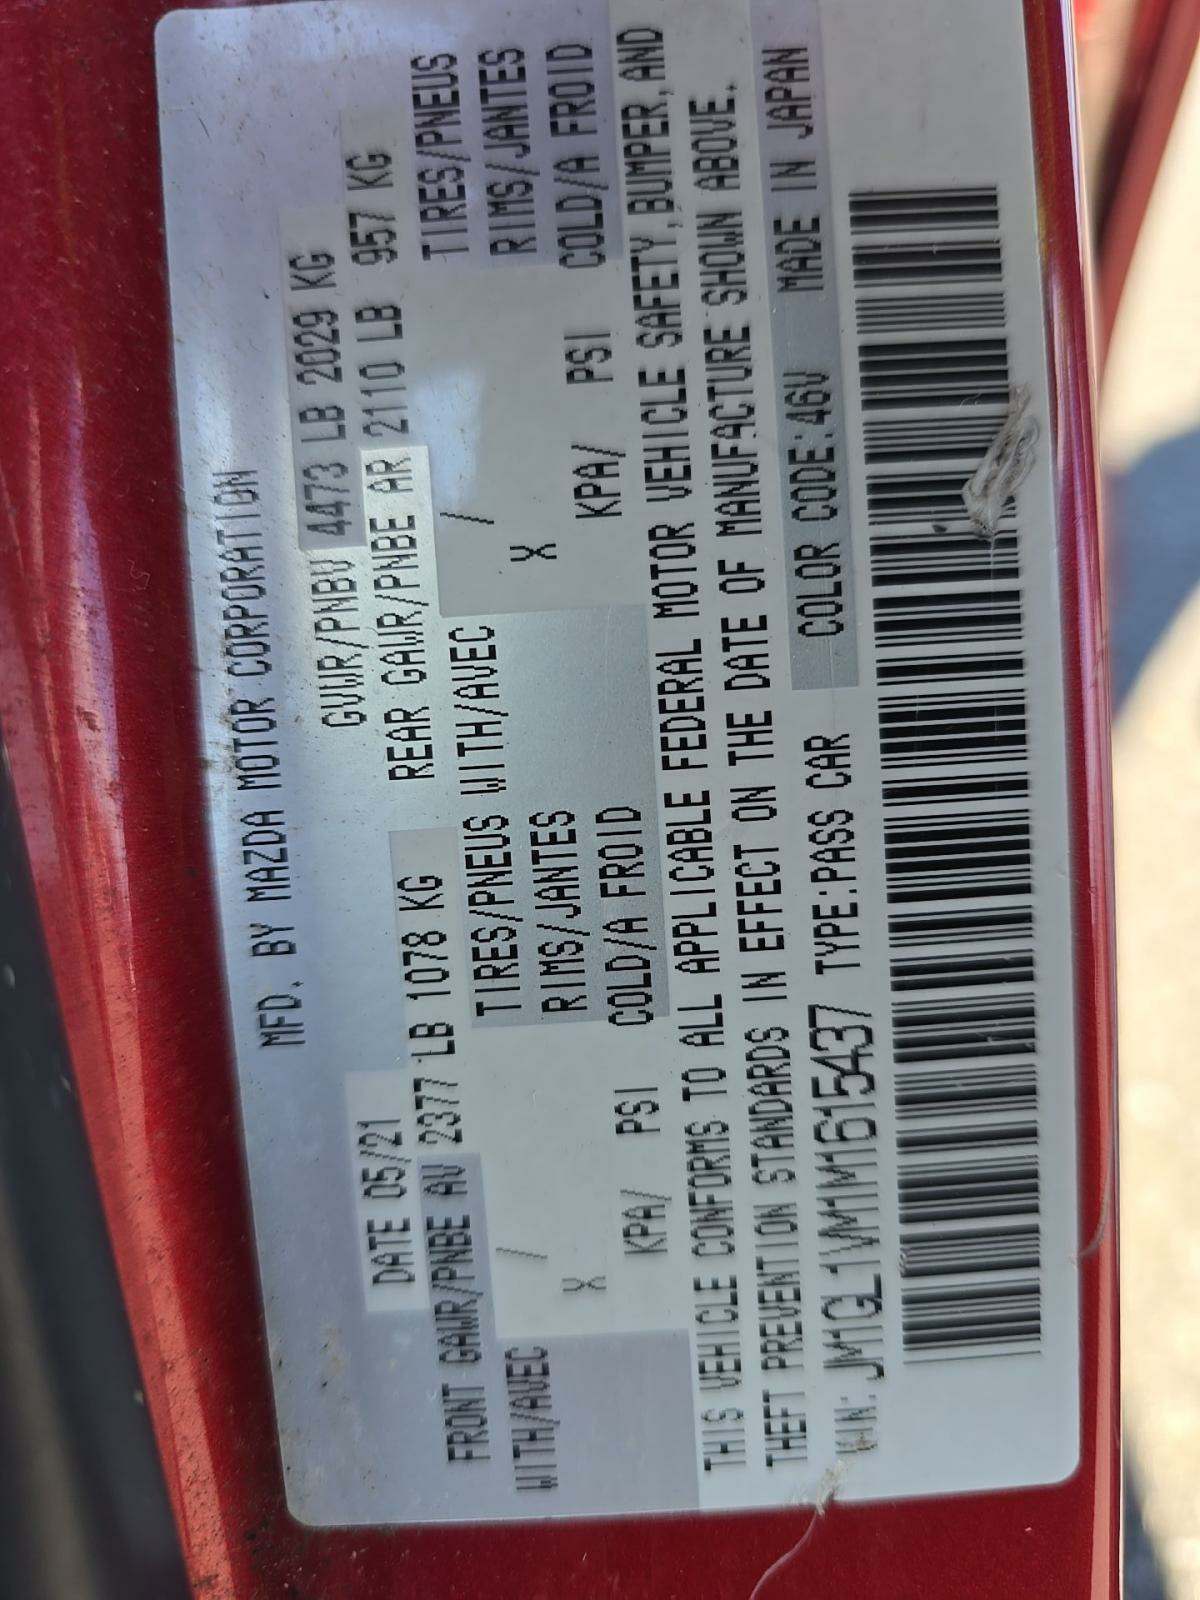 MFD. BY MAZDA MOTOR CORPORATION
DATE 05/21 GVWR/PNBV 4473 LB 2029 KG
FRONT GAWR/PNBE AV 2377 LB 1078 KG REAR GAWR/PNBE AR 2110 LB 957 KG
WITH/AVEC / TIRES/PNEUS WITH/AVEC / TIRES/PNEUS
X RIMS/JANTES X RIMS/JANTES
KPA/ PSI COLD/A FROID KPA/ PSI COLD/A FROID
THIS VEHICLE CONFORMS TO ALL APPLICABLE FEDERAL MOTOR VEHICLE SAFETY,BUMPER,AND
THEFT PREVENTION STANDARDS IN EFFECT ON THE DATE OF MANUFACTURE SHOWN ABOVE.
VIN: JM1GL1VM1M1615437 TYPE:PASS CAR COLOR CODE:46V MADE IN JAPAN